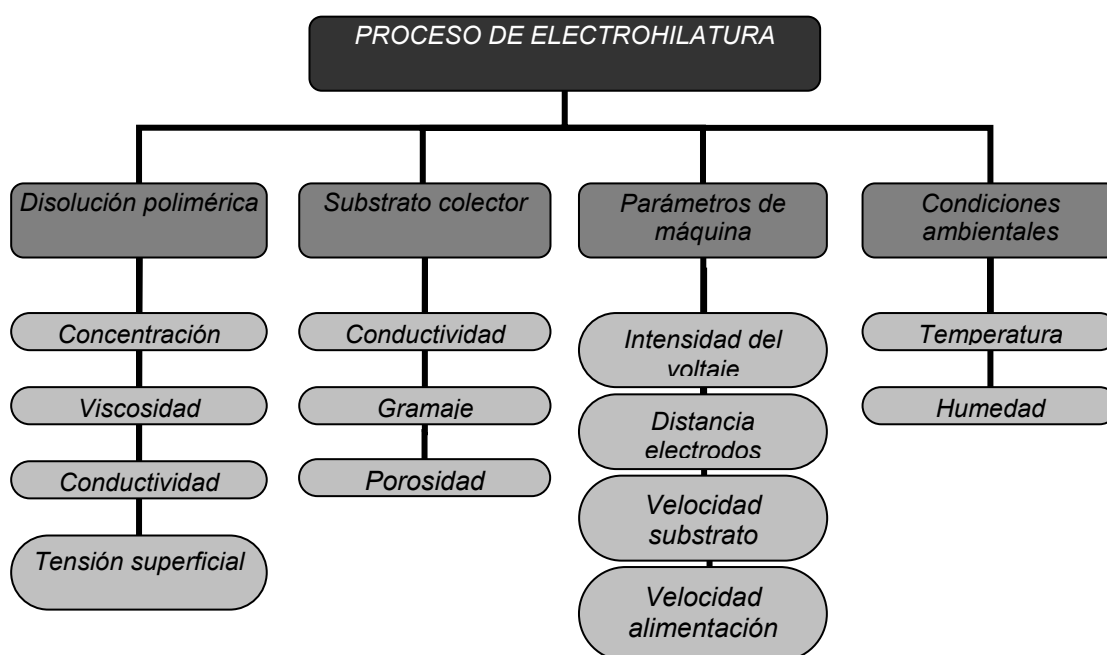 PROCESO DE ELECTROHILATURA
Disolución polimérica
Concentración
Viscosidad
Conductividad
Tensión superficial
Substrato colector
Conductividad
Gramaje
Porosidad
Parámetros de
máquina
Intensidad del
voltaje
Distancia
electrodos
Velocidad
substrato
Velocidad
alimentación
Condiciones
ambientales
Temperatura
Humedad